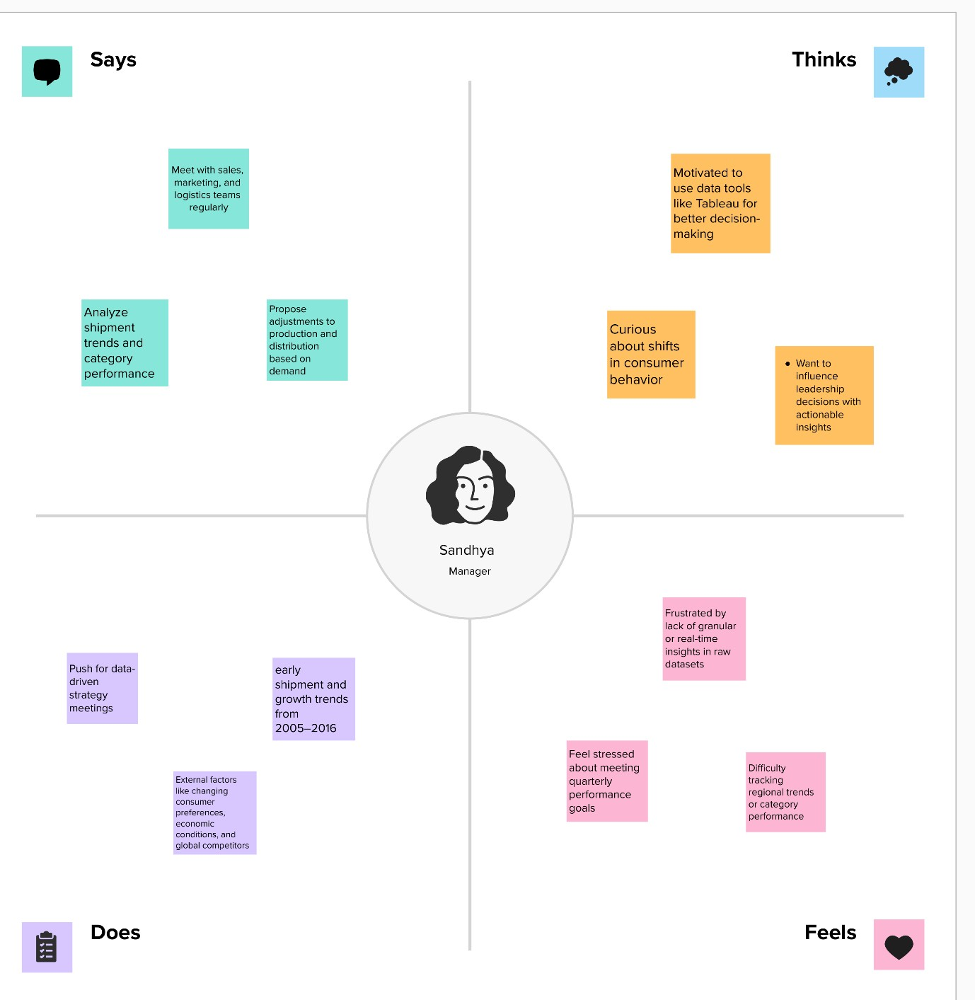 Says
Thinks
Meet with sales,
marketing, and
logistics teams
regularly
Motivated to
use data tools
like Tableau for
better decision-
making
Analyze
shipment
trends and
category
performance
Propose
adjustments to
production and
distribution
based on
demand
Curious
about shifts
in consumer
behavior
• Want to
influence
leadership
decisions with
actionable
insights
Sandhya
Manager
Frustrated by
lack of granular
or real-time
insights in raw
datasets
Push for data-
driven
strategy
meetings
early
shipment and
growth trends
from
2005–2016
Feel stressed
about meeting
quarterly
performance
goals
Difficulty
tracking
regional trends
or category
performance
External factors
like changing
consumer
preferences,
economic
conditions, and
global competitors
Does
Feels